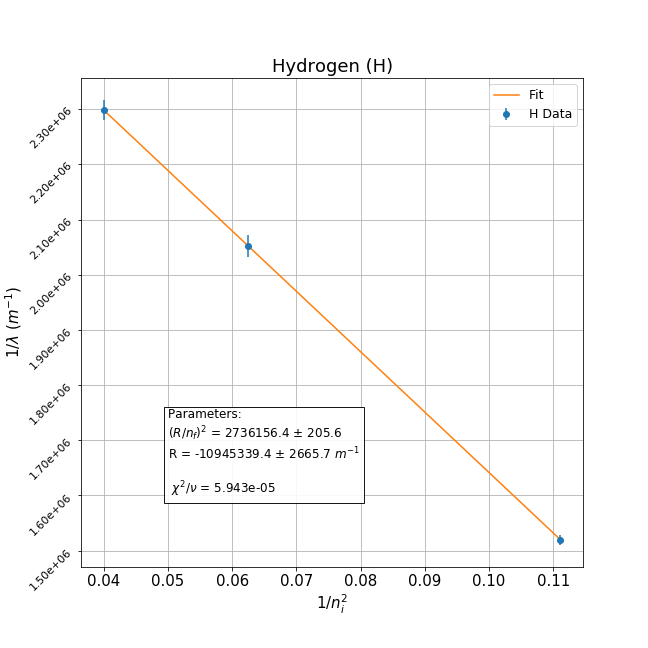 Hydrogen (H)
Fit
H Data
2.30e+06
2.20e+06
2.10e+06
2.00e+06
1.90e+06
1.80e+06
1.70e+06
1.60e+06
1.50e+06
1/λ (m⁻¹)
Parameters:
(R/n_f)² = 2736156.4 ± 205.6
R = -10945339.4 ± 2665.7 m⁻¹
χ²/ν = 5.943e-05
0.04 0.05 0.06 0.07 0.08 0.09 0.10 0.11
1/n_i²